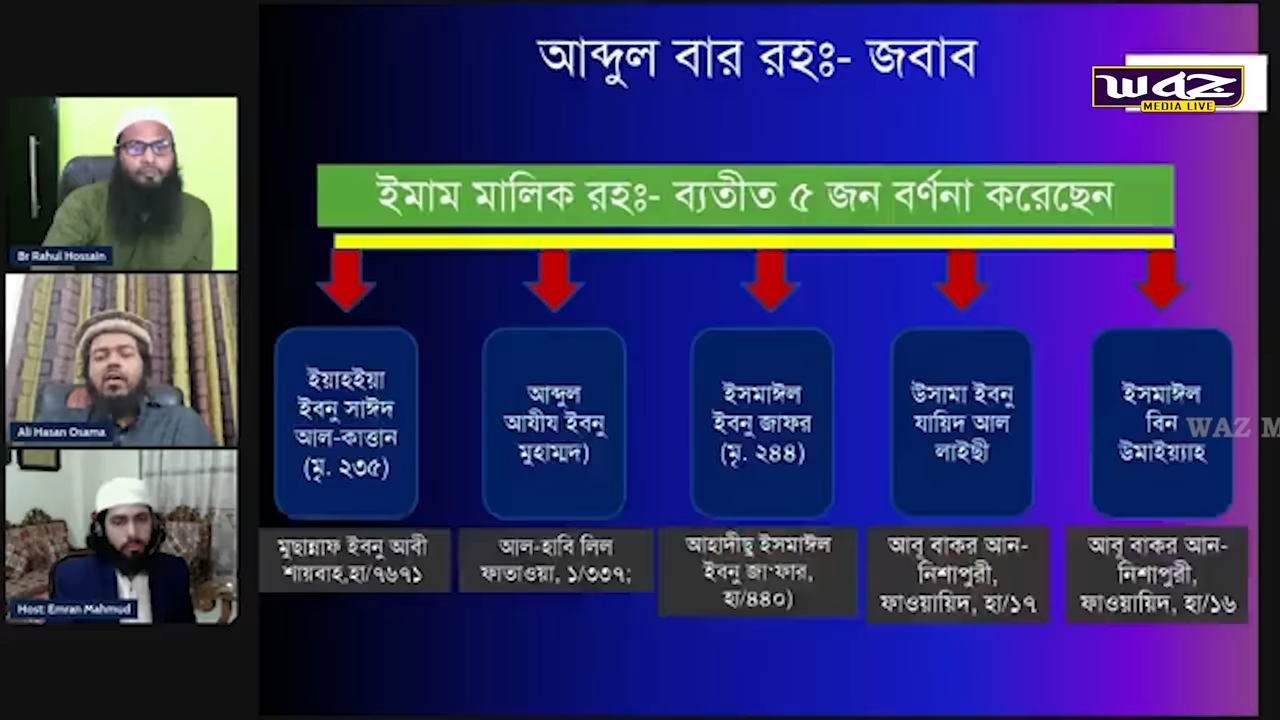 আব্দুল বার রহঃ- জবাব
waz
MEDIA LIVE
ইমাম মালিক রহঃ- ব্যতীত ৫ জন বর্ণনা করেছেন
Br Rahul Hossain
Ali Hasan Osama
Host: Emran Mahmud
ইয়াহইয়া
ইবনু সাঈদ
আল-কাত্তান
(মৃ. ২৩৫)
মুছান্নাফ ইবনু আবী
শায়বাহ,হা/৭৬৭১
আব্দুল
আযীয ইবনু
মুহাম্মদ)
আল-হাবি লিল
ফাতাওয়া, ১/৩৩৭;
ইসমাঈল
ইবনু জাফর
(মৃ. ২৪৪)
আহাদীছু ইসমাঈল
ইবনু জা'ফার,
হা/৪৪০)
উসামা ইবনু
যায়িদ আল
লাইছী
আবূ বাকর আন-
নিশাপুরী,
ফাওয়ায়িদ, হা/১৭
ইসমাঈল
বিন
উমাইয়্যাহ
আবূ বাকর আন-
নিশাপুরী,
ফাওয়ায়িদ, হা/১৬
WAZ M